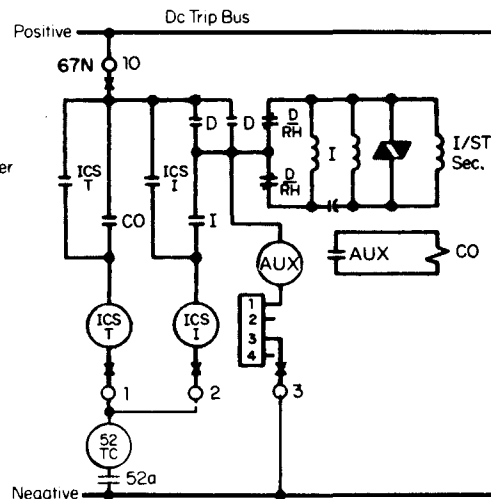 Dc Trip Bus
Positive
67N 10
D D D/RH
I/ST
Sec.
I
er
ICS
T
ICS
I
D/RH
CO I
AUX CO
AUX
1
2
3
4
ICS
T
ICS
I
1 2 3
52
TC
52a
Negative